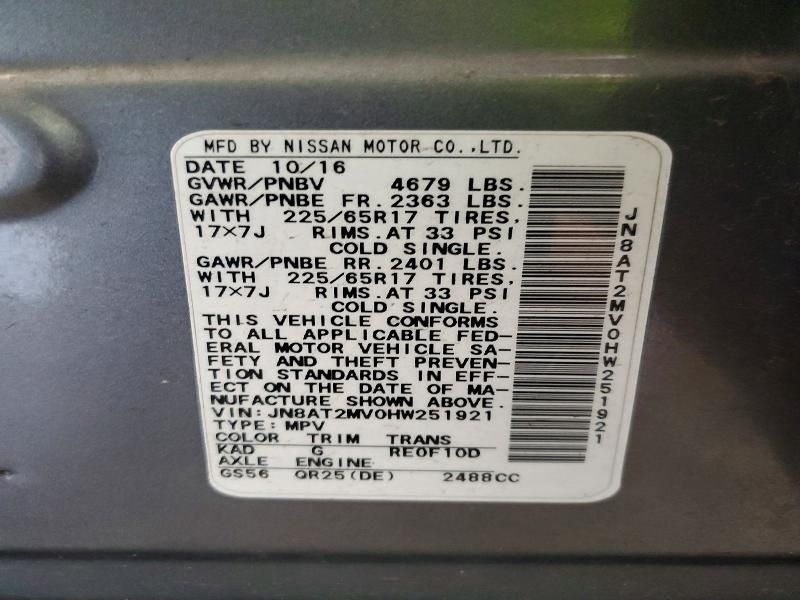 MFD BY NISSAN MOTOR CO.,LTD.
DATE 10/16
GVWR/PNBV 4679 LBS.
GAWR/PNBE FR. 2363 LBS.
WITH 225/65R17 TIRES,
17×7J RIMS.AT 33 PSI
COLD SINGLE.
GAWR/PNBE RR. 2401 LBS.
WITH 225/65R17 TIRES,
17×7J RIMS.AT 33 PSI
COLD SINGLE.
THIS VEHICLE CONFORMS
TO ALL APPLICABLE FED-
ERAL MOTOR VEHICLE SA-
FETY AND THEFT PREVEN-
TION STANDARDS IN EFF-
ECT ON THE DATE OF MA-
NUFACTURE SHOWN ABOVE.
VIN:JN8AT2MV0HW251921
TYPE:MPV
COLOR TRIM TRANS
KAD G RE0F10D
AXLE ENGINE
GS56 QR25(DE) 2488CC
JN8AT2MV0HW251921